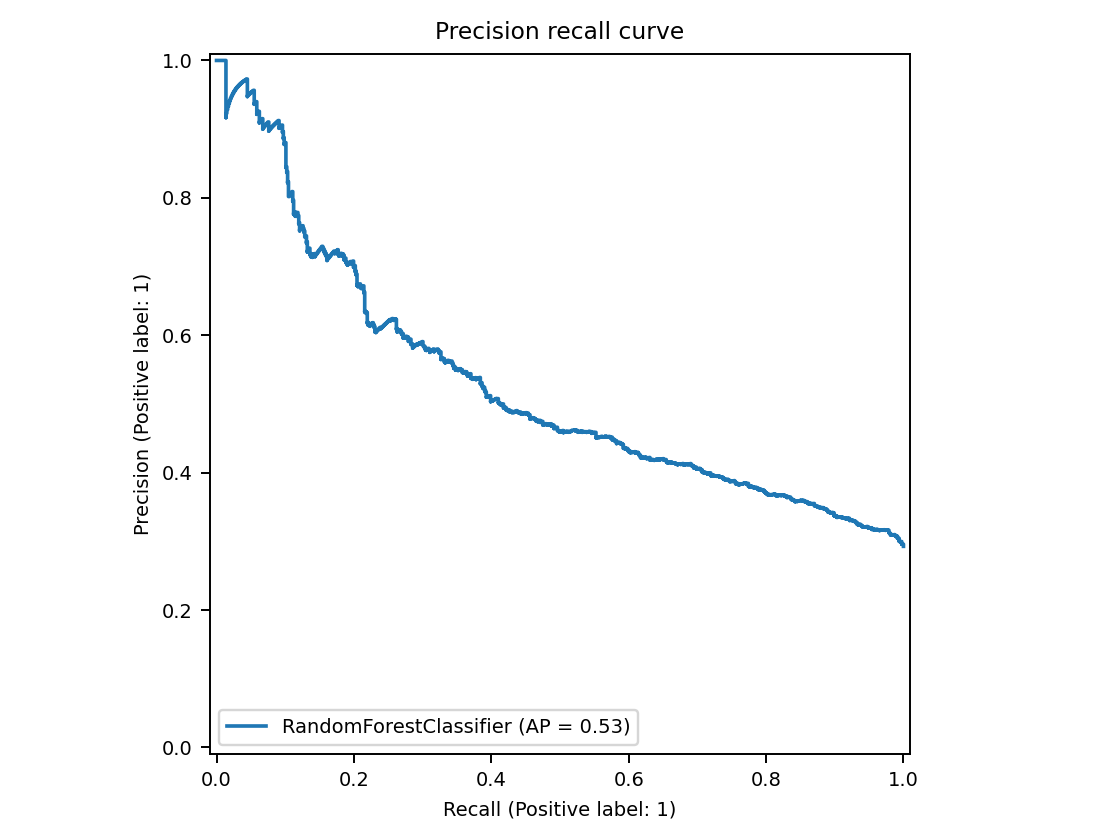 Precision recall curve
1.0
0.8
0.6
0.4
0.2
0.0
Precision (Positive label: 1)
RandomForestClassifier (AP = 0.53)
0.0 0.2 0.4 0.6 0.8 1.0
Recall (Positive label: 1)